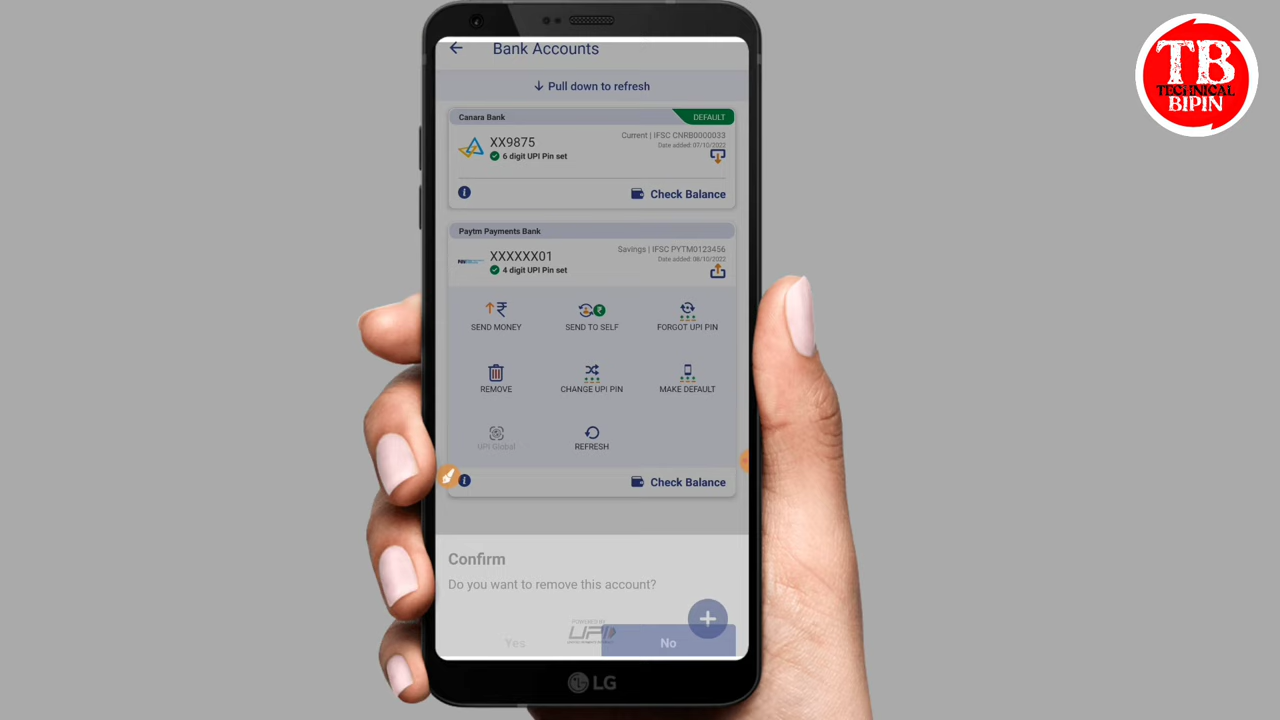 Bank Accounts
Pull down to refresh
Canara Bank
DEFAULT
XX9875
Current | IFSC CNRB0000033
Date added: 07/10/2022
6 digit UPI Pin set
Check Balance
Paytm Payments Bank
XXXXXX01
Savings | IFSC PYTM0123456
Date added: 08/10/2022
4 digit UPI Pin set
SEND MONEY
SEND TO SELF
FORGOT UPI PIN
REMOVE
CHANGE UPI PIN
MAKE DEFAULT
UPI Global
REFRESH
Check Balance
Confirm
Do you want to remove this account?
POWERED BY
UPI
Yes
No
LG
TB
TECHNICAL
BIPIN